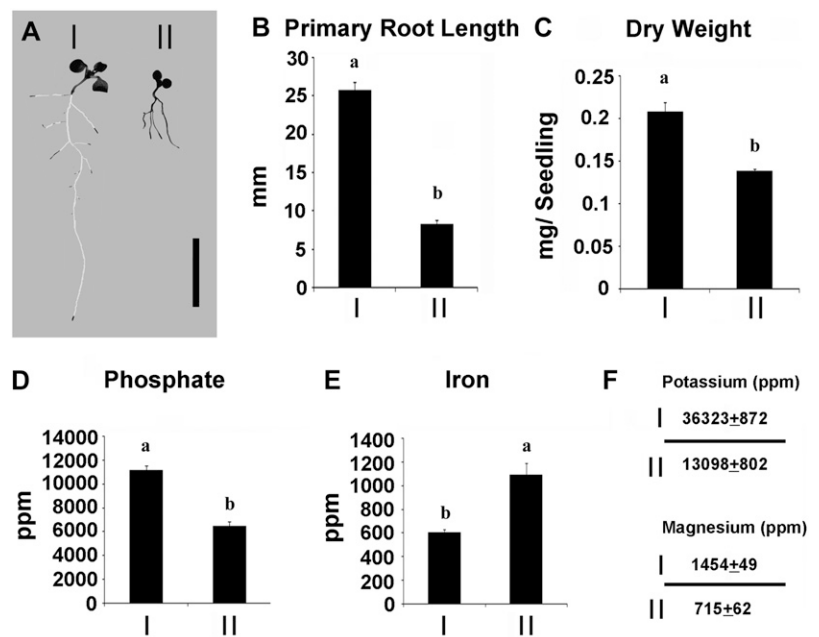 A
I II
B Primary Root Length
30
25
20
15
10
5
0
mm
a
b
I II
C Dry Weight
0.25
0.2
0.15
0.1
0.05
0
mg/ Seedling
a
b
I II
D Phosphate
14000
12000
10000
8000
6000
4000
2000
0
ppm
a
b
I II
E Iron
1400
1200
1000
800
600
400
200
0
ppm
b
a
I II
F
Potassium (ppm)
I 36323±872
II 13098±802
Magnesium (ppm)
I 1454±49
II 715±62